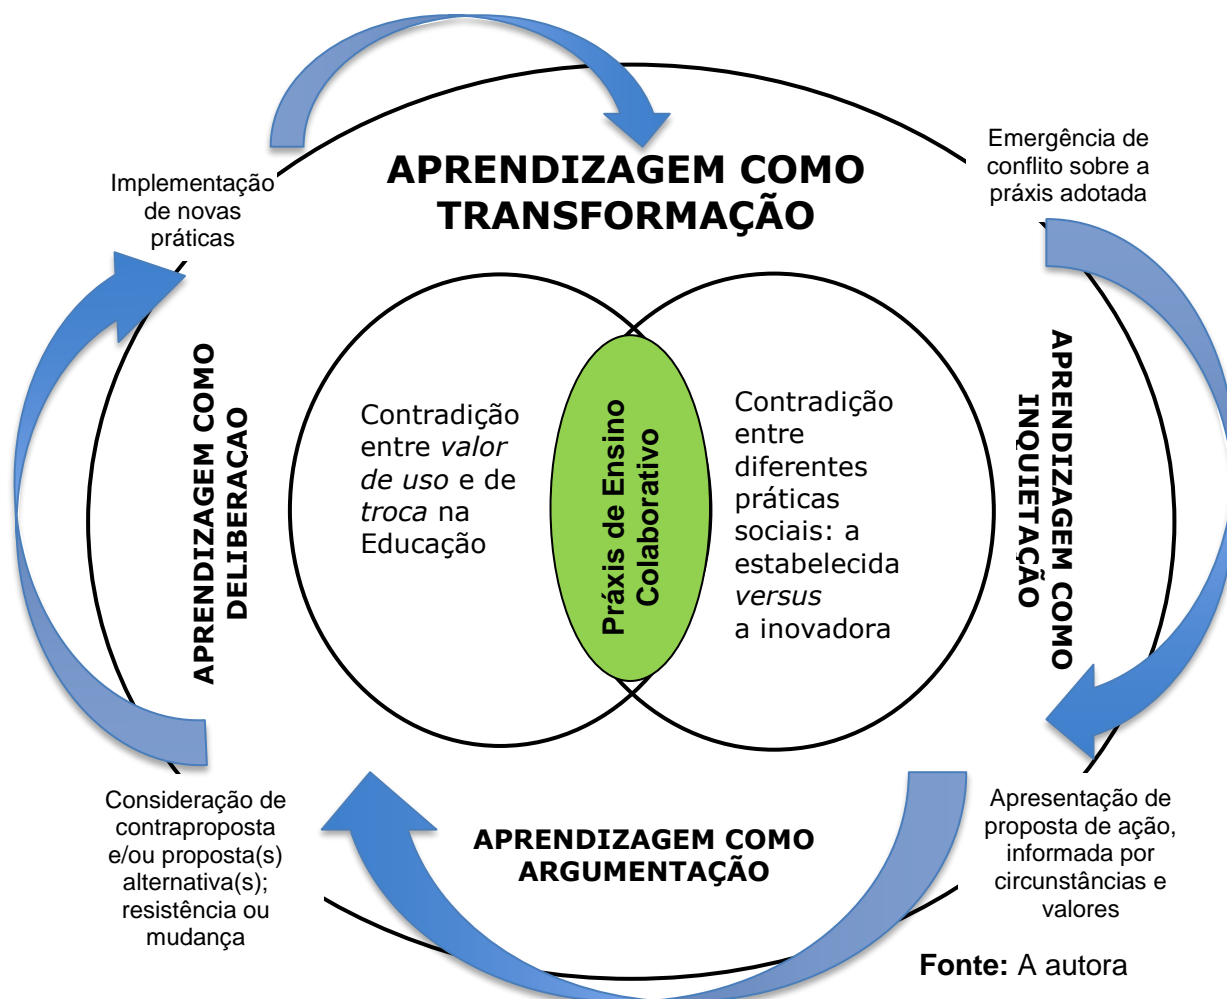 APRENDIZAGEM COMO
TRANSFORMAÇÃO
Emergência de
conflito sobre a
práxis adotada
Implementação
de novas
práticas
APRENDIZAGEM COMO
INQUIETAÇÃO
APRENDIZAGEM COMO
DELIBERAÇAO
Contradição
entre valor
de uso e de
troca na
Educação
Práxis de Ensino
Colaborativo
Contradição
entre
diferentes
práticas
sociais: a
estabelecida
versus
a inovadora
Consideração de
contraproposta
e/ou proposta(s)
alternativa(s);
resistência ou
mudança
APRENDIZAGEM COMO
ARGUMENTAÇÃO
Apresentação de
proposta de ação,
informada por
circunstâncias e
valores
Fonte: A autora